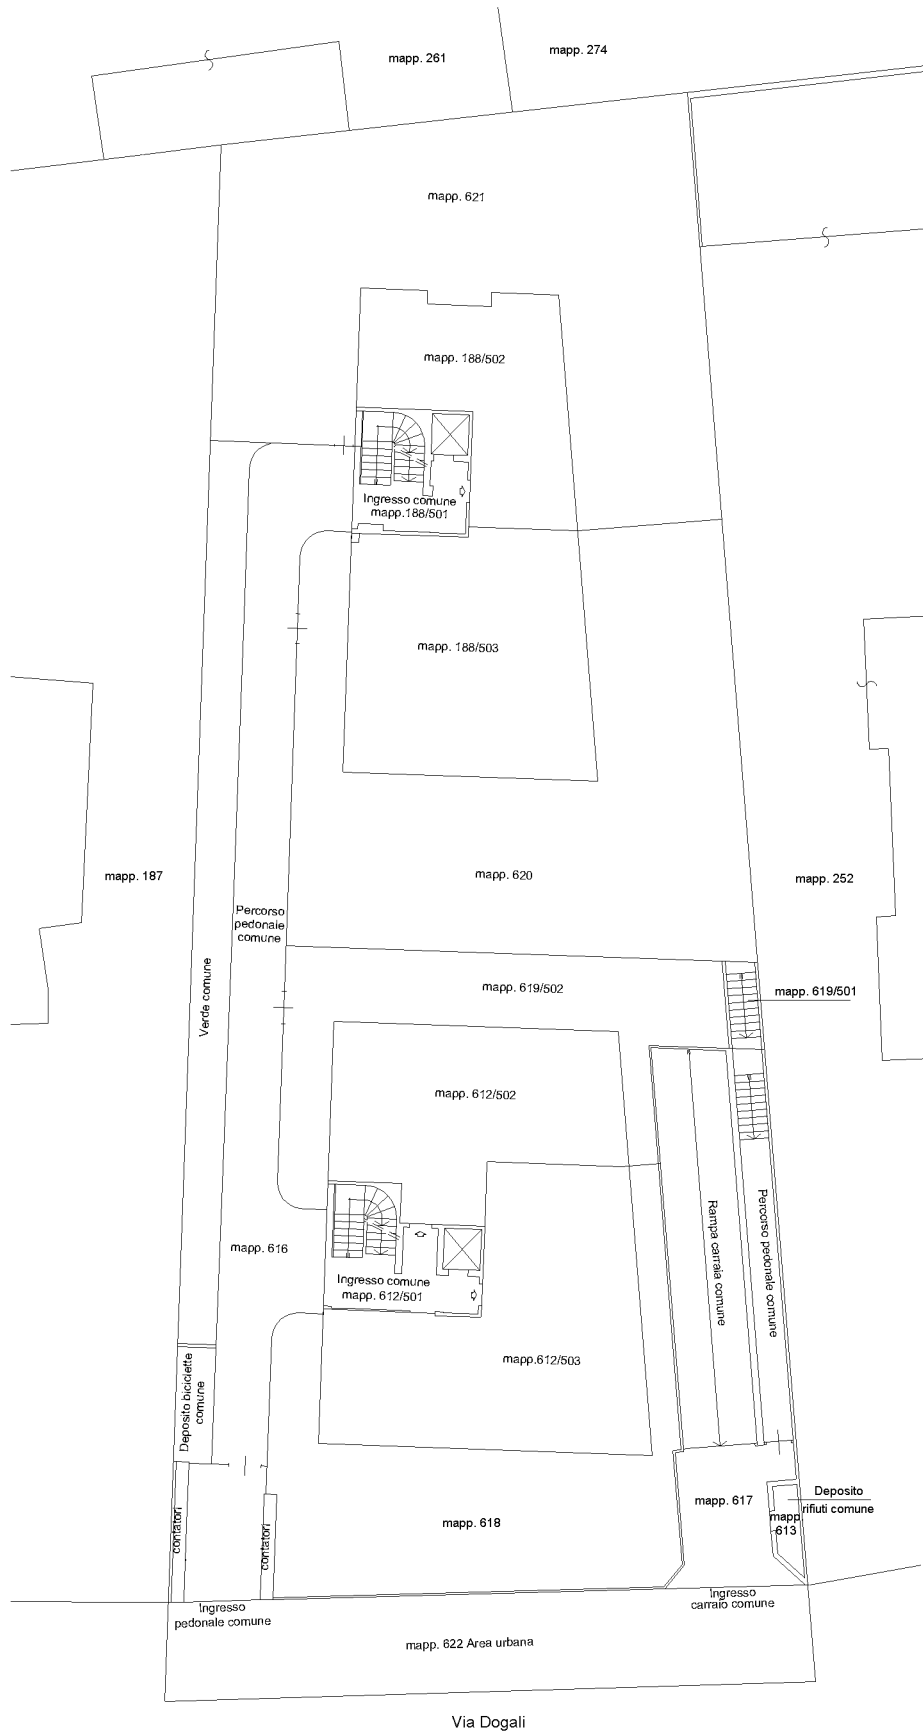 mapp. 261
mapp. 274
mapp. 621
mapp. 188/502
Ingresso comune
mapp.188/501
mapp. 188/503
mapp. 187
mapp. 620
mapp. 252
Percorso
pedonale
comune
Verde comune
mapp. 619/502
mapp. 619/501
mapp. 612/502
mapp. 616
Rampa carraia comune
Percorso pedonale comune
Ingresso comune
mapp. 612/501
mapp.612/503
Deposito biciclette
comune
contatori
contatori
mapp. 618
mapp. 617
Deposito
rifiuti comune
mapp.
613
Ingresso
pedonale comune
Ingresso
carraio comune
mapp. 622 Area urbana
Via Dogali